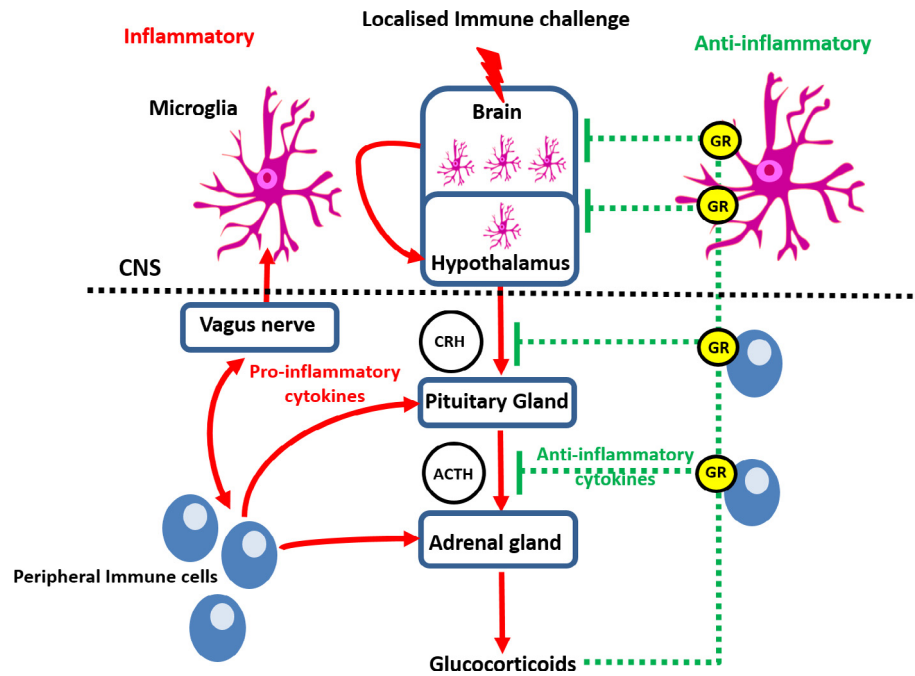 Localised Immune challenge
Inflammatory
Anti-inflammatory
Microglia
Brain
GR
GR
Hypothalamus
CNS
Vagus nerve
CRH
GR
Pro-inflammatory
cytokines
Pituitary Gland
Anti-inflammatory
cytokines
ACTH
GR
Adrenal gland
Peripheral Immune cells
Glucocorticoids